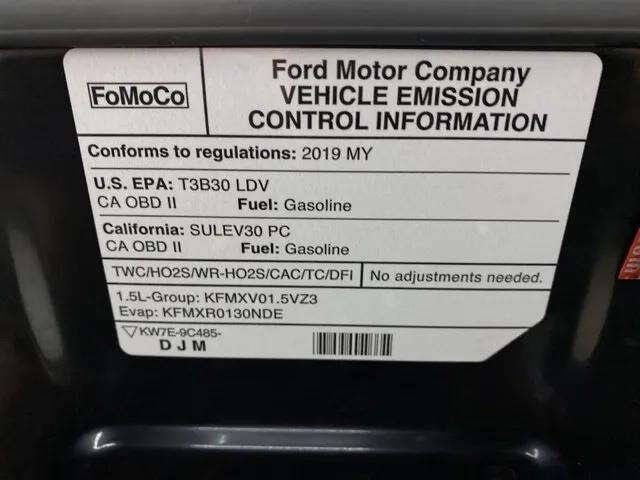 FoMoCo
Ford Motor Company
VEHICLE EMISSION
CONTROL INFORMATION
Conforms to regulations: 2019 MY
U.S. EPA: T3B30 LDV
CA OBD II Fuel: Gasoline
California: SULEV30 PC
CA OBD II Fuel: Gasoline
TWC/HO2S/WR-HO2S/CAC/TC/DFI No adjustments needed.
1.5L-Group: KFMXV01.5VZ3
Evap: KFMXR0130NDE
KW7E-9C485-
D J M